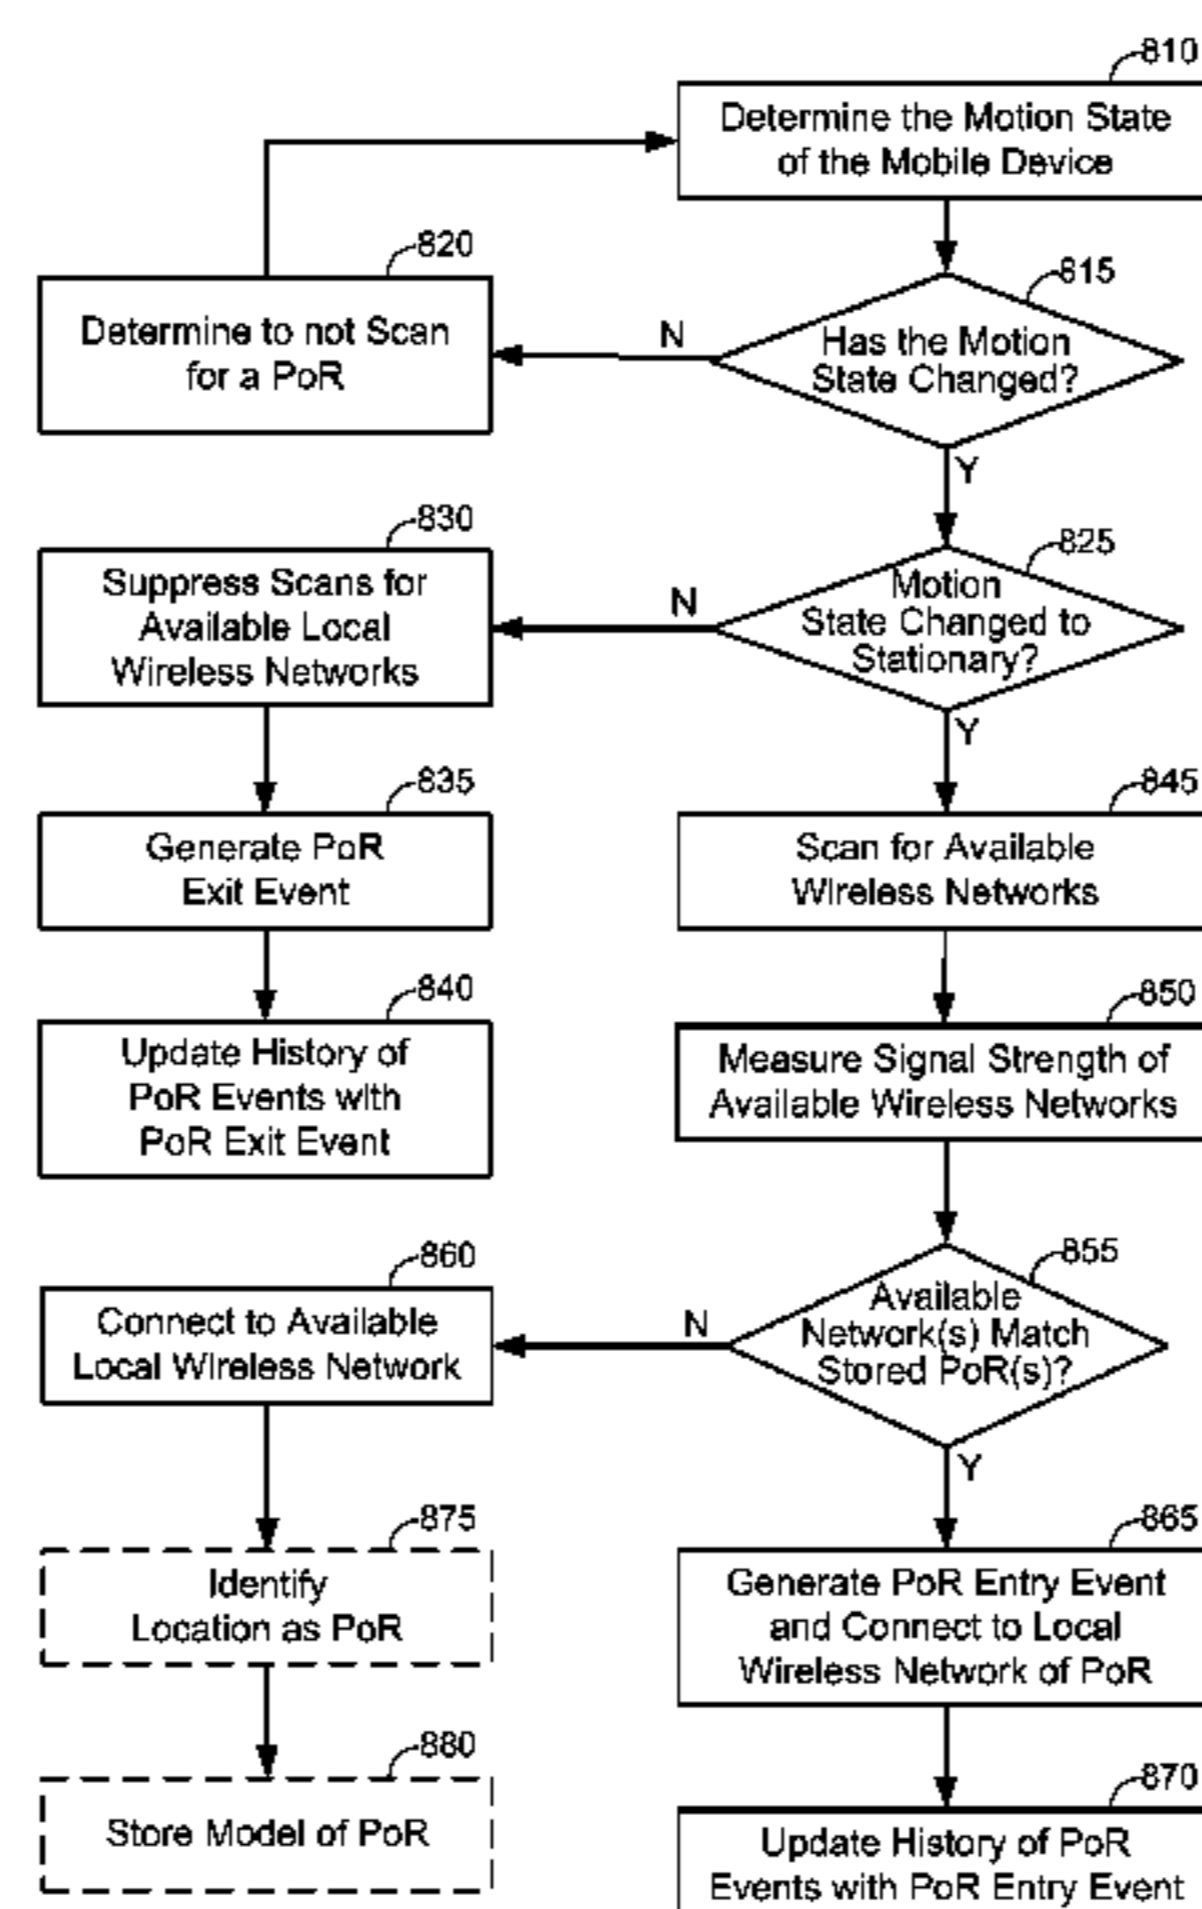 810
Determine the Motion State
of the Mobile Device
820
Determine to not Scan
for a PoR
815
N
Has the Motion
State Changed?
Y
830
Suppress Scans for
Available Local
Wireless Networks
825
N
Motion
State Changed to
Stationary?
Y
835
Generate PoR
Exit Event
845
Scan for Available
Wireless Networks
840
Update History of
PoR Events with
PoR Exit Event
850
Measure Signal Strength of
Available Wireless Networks
860
Connect to Available
Local Wireless Network
855
N
Available
Network(s) Match
Stored PoR(s)?
Y
875
Identify
Location as PoR
865
Generate PoR Entry Event
and Connect to Local
Wireless Network of PoR
880
Store Model of PoR
870
Update History of PoR
Events with PoR Entry Event